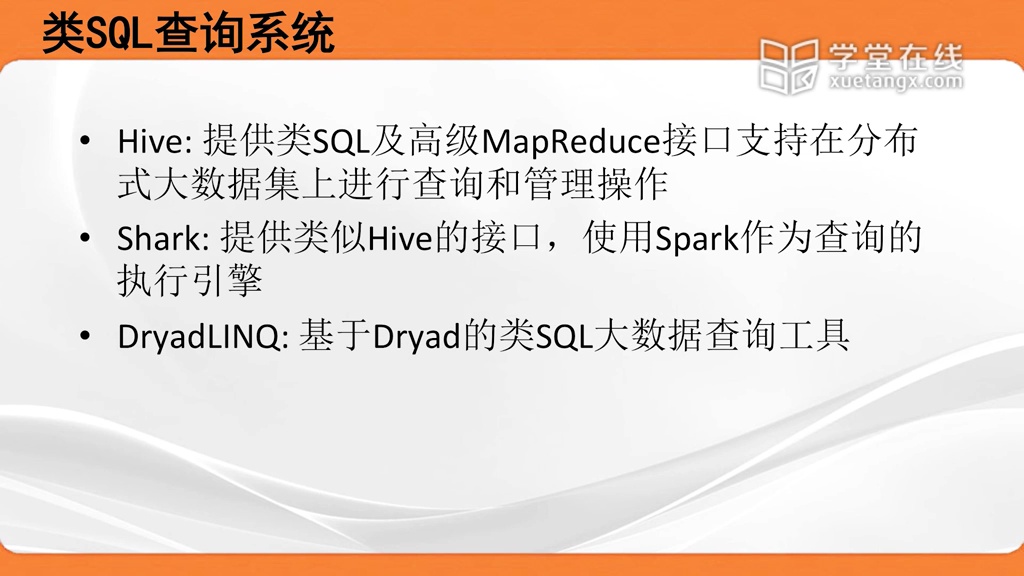 类SQL查询系统
学堂在线
xuetangx.com
• Hive: 提供类SQL及高级MapReduce接口支持在分布
式大数据集上进行查询和管理操作
• Shark: 提供类似Hive的接口，使用Spark作为查询的
执行引擎
• DryadLINQ: 基于Dryad的类SQL大数据查询工具